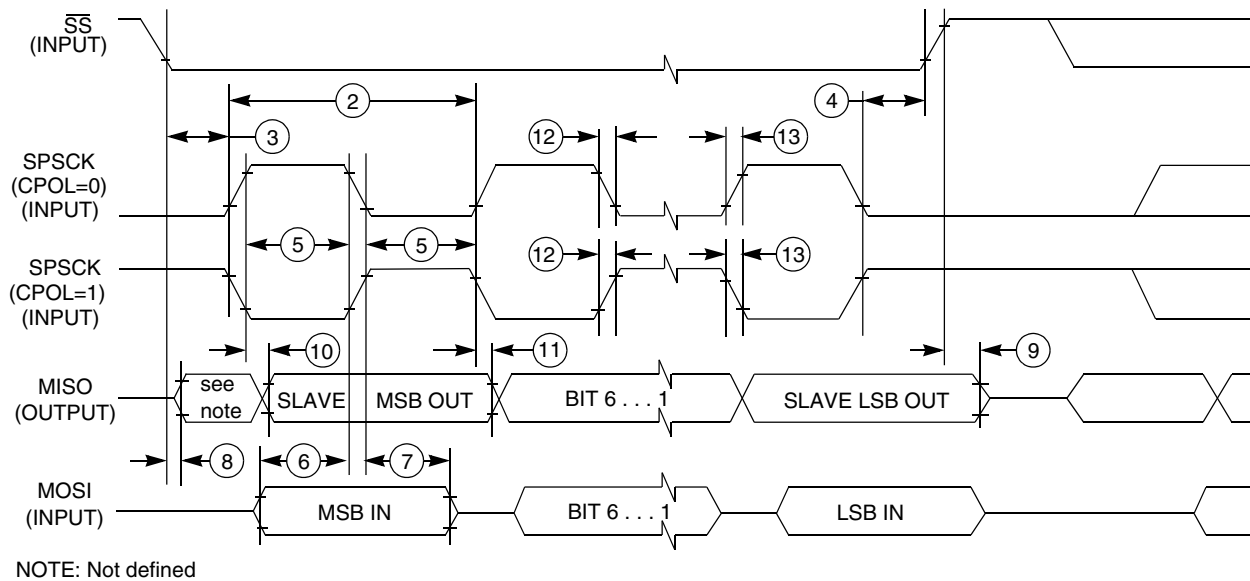 SS
(INPUT)
2
4
3
12
13
SPSCK
(CPOL=0)
(INPUT)
5
5
12
13
SPSCK
(CPOL=1)
(INPUT)
10
11
9
MISO
(OUTPUT)
see
note
SLAVE
MSB OUT
BIT 6 . . . 1
SLAVE LSB OUT
8
6
7
MOSI
(INPUT)
MSB IN
BIT 6 . . . 1
LSB IN
NOTE: Not defined